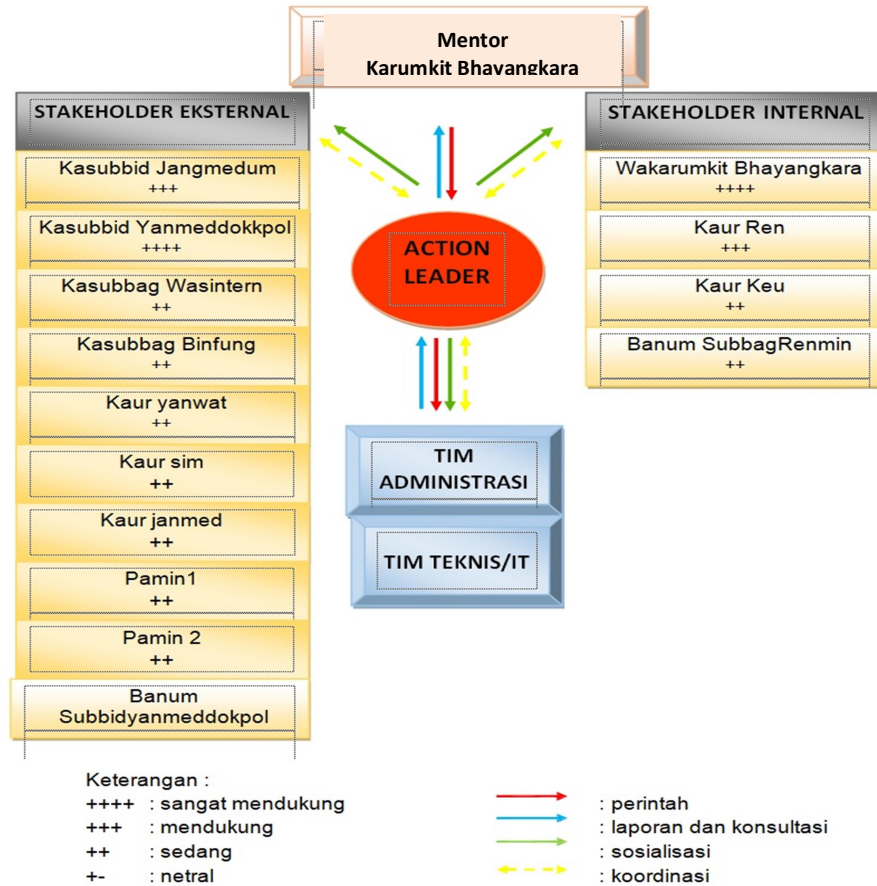 Mentor
Karumkit Bhayangkara
STAKEHOLDER EKSTERNAL
Kasubbid Jangmedum
+++
Kasubbid Yanmeddokkpol
++++
Kasubbag Wasintern
++
Kasubbag Binfung
++
Kaur yanwat
++
Kaur sim
++
Kaur janmed
++
Pamin1
++
Pamin 2
++
Banum
Subbidyanmeddokpol
ACTION
LEADER
TIM
ADMINISTRASI
TIM TEKNIS/IT
STAKEHOLDER INTERNAL
Wakarumkit Bhayangkara
++++
Kaur Ren
+++
Kaur Keu
++
Banum SubbagRenmin
++
Keterangan :
++++ : sangat mendukung
+++ : mendukung
++ : sedang
+- : netral
: perintah
: laporan dan konsultasi
: sosialisasi
: koordinasi